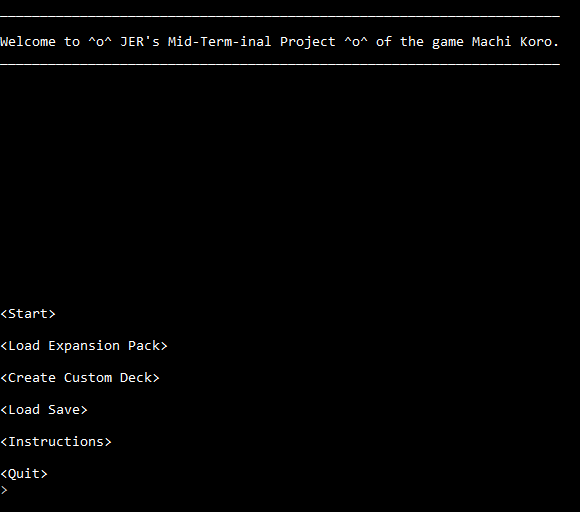 Welcome to ^o^ JER's Mid-Term-inal Project ^o^ of the game Machi Koro.
<Start>
<Load Expansion Pack>
<Create Custom Deck>
<Load Save>
<Instructions>
<Quit>
>